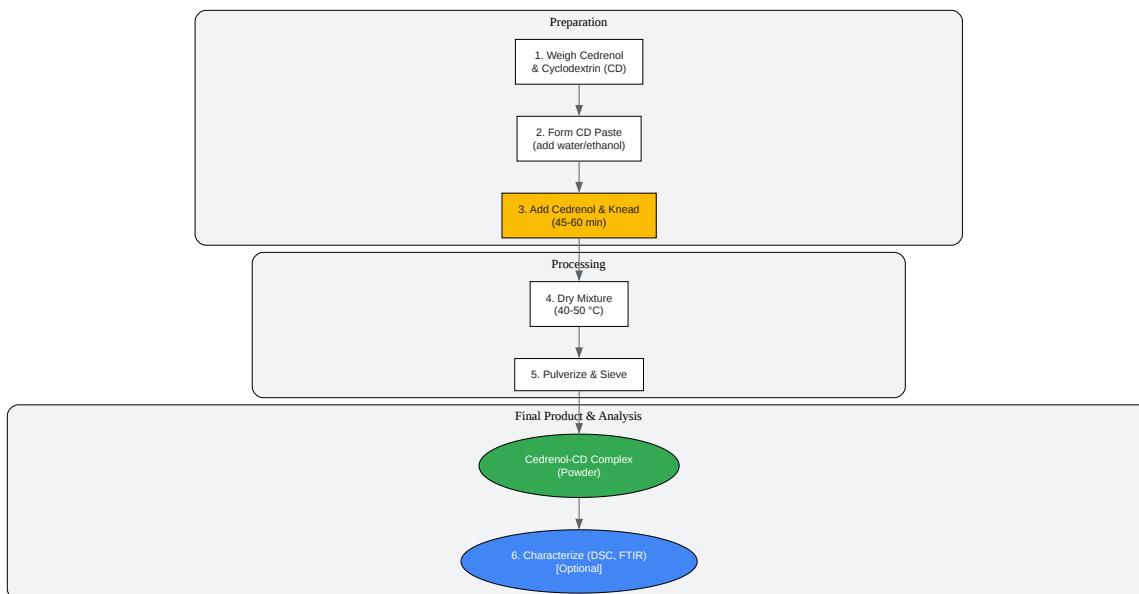 Preparation
1. Weigh Cedrenol
& Cyclodextrin (CD)
2. Form CD Paste
(add water/ethanol)
3. Add Cedrenol & Knead
(45-60 min)
Processing
4. Dry Mixture
(40-50 °C)
5. Pulverize & Sieve
Final Product & Analysis
Cedrenol-CD Complex
(Powder)
6. Characterize (DSC, FTIR)
[Optional]